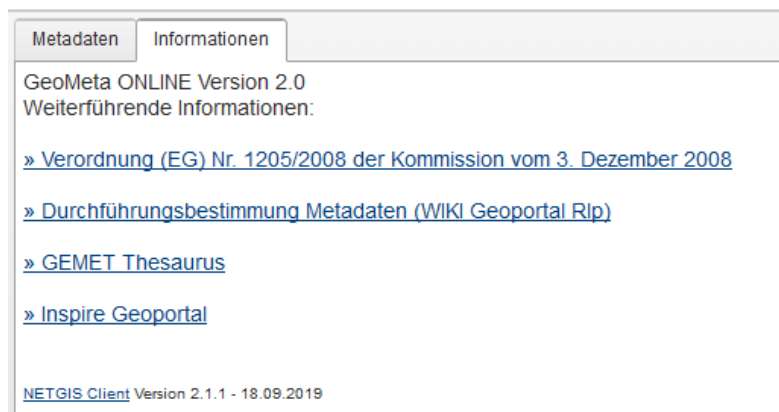 Metadaten Informationen
GeoMeta ONLINE Version 2.0
Weiterführende Informationen:
» Verordnung (EG) Nr. 1205/2008 der Kommission vom 3. Dezember 2008
» Durchführungsbestimmung Metadaten (WIKI Geoportal Rlp)
» GEMET Thesaurus
» Inspire Geoportal
NETGIS Client Version 2.1.1 - 18.09.2019